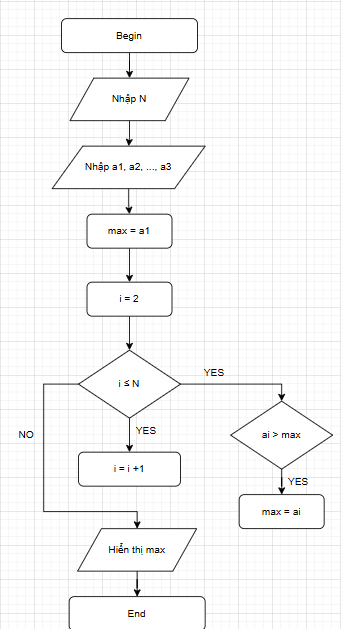 Begin
Nhập N
Nhập a1, a2, ..., a3
max = a1
i = 2
i ≤ N
YES
ai > max
NO
YES
i = i +1
YES
max = ai
Hiển thị max
End